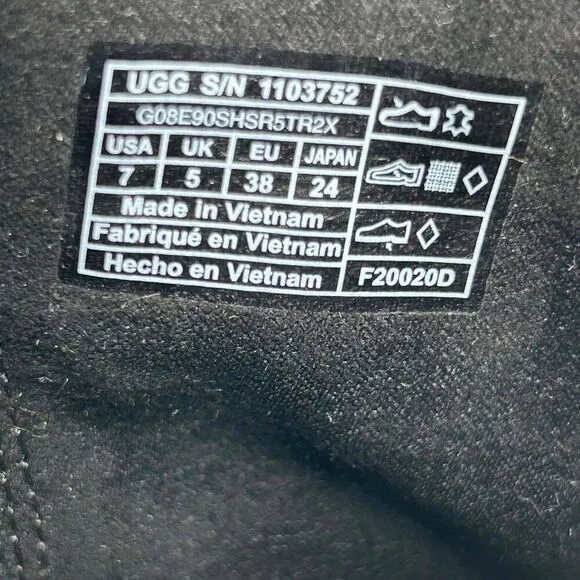 UGG S/N 1103752
G08E90SHSR5TR2X
USA UK EU JAPAN
7 5 38 24
Made in Vietnam
Fabriqué en Vietnam
Hecho en Vietnam
F20020D